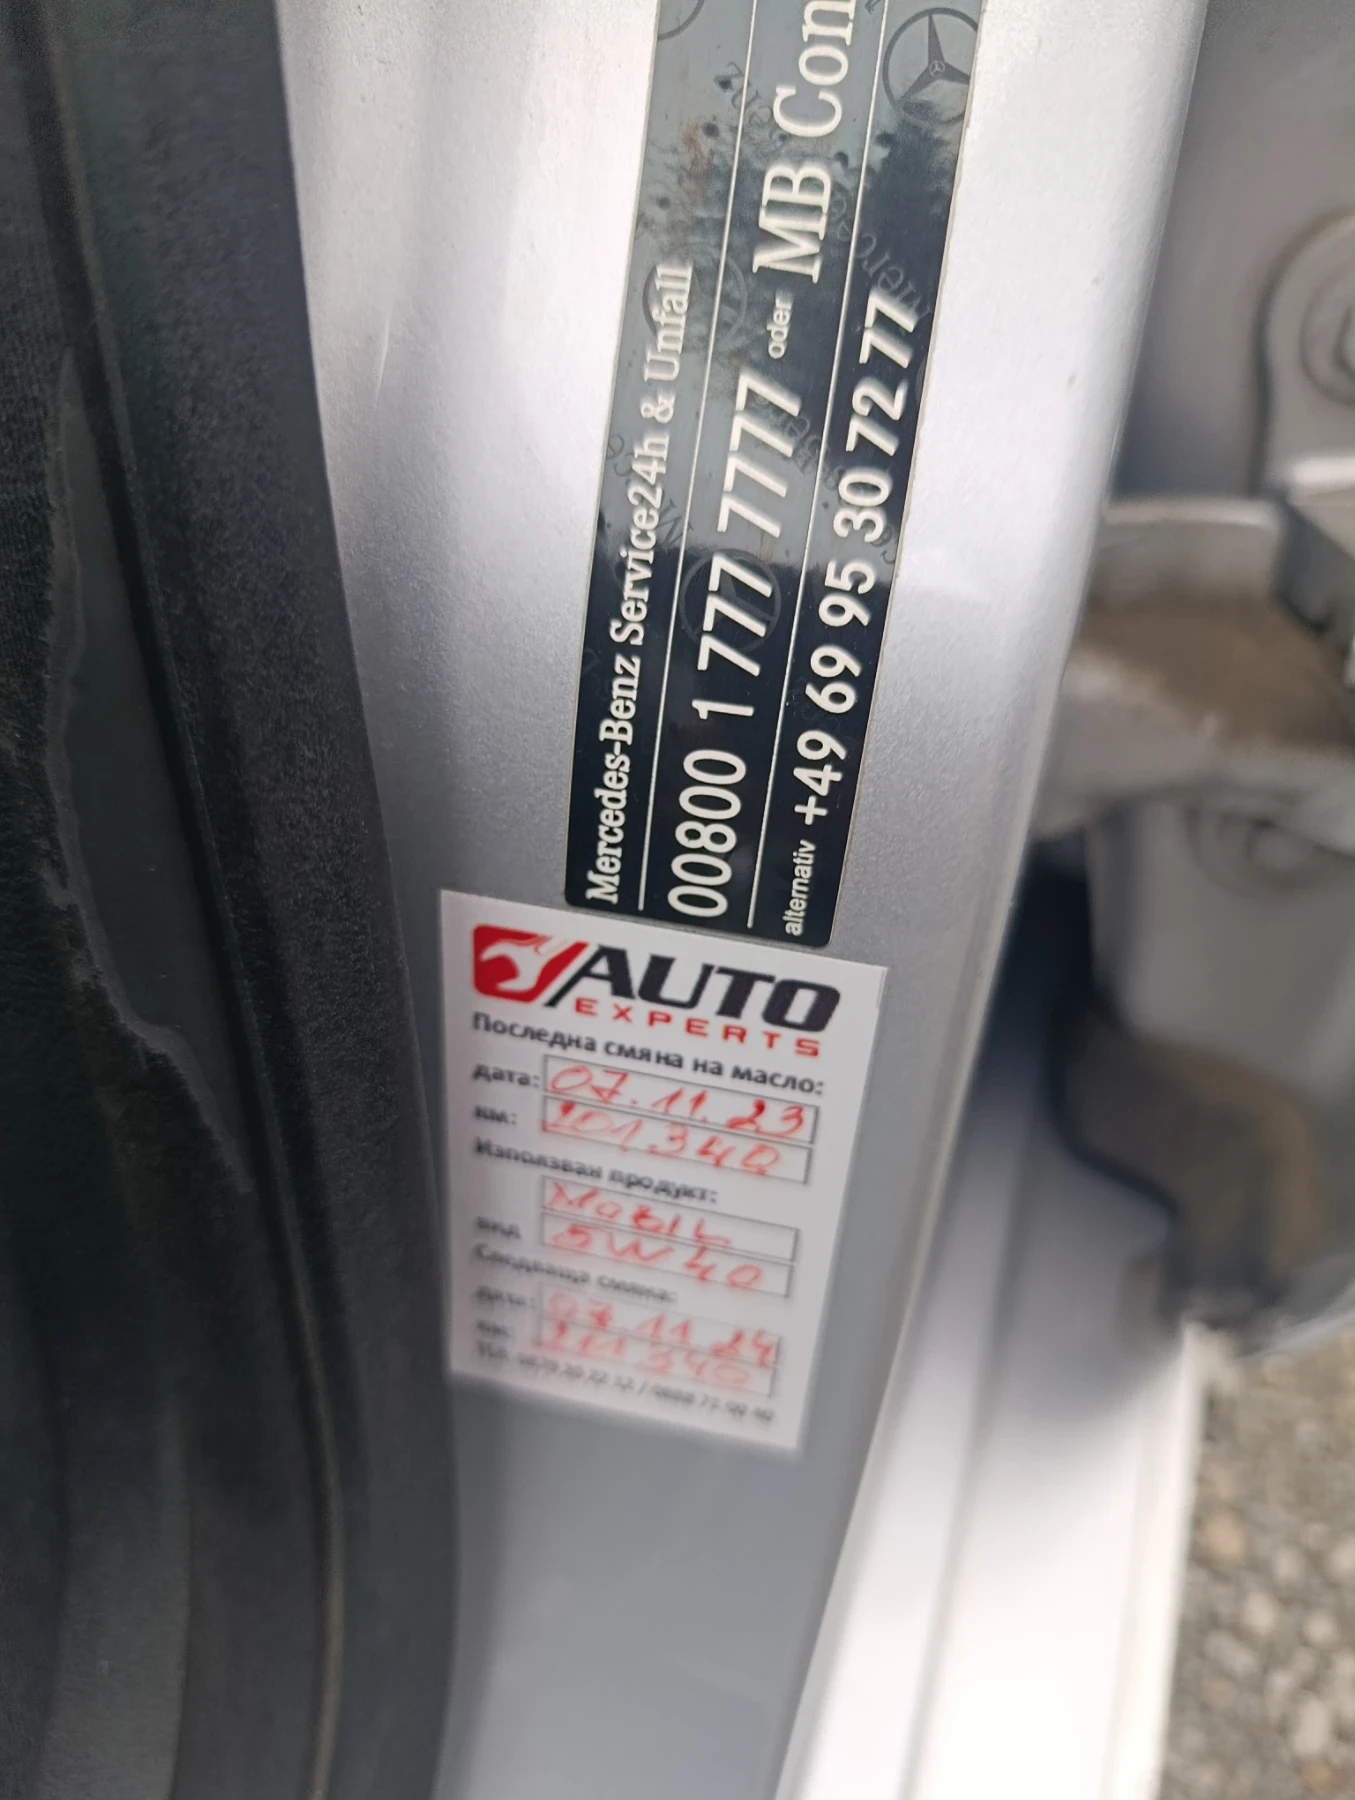 Mercedes-Benz Service24h & Unfall
00800 1 777 7777 oder MB Con
alternativ +49 69 95 30 72 77
AUTO
EXPERTS
Последна смяна на масло:
дата: 07.11.23
км: 201 340
Използван продукт:
MobIL
вид 5W40
Следваща смяна:
дата: 07.11 24
км: 211 340